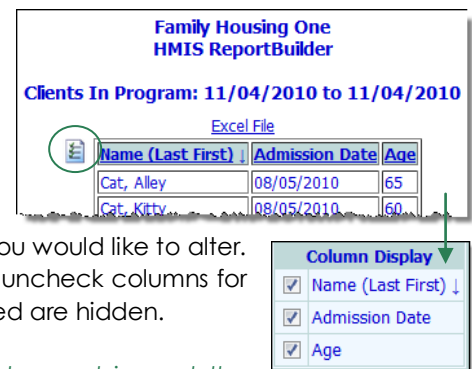 Family Housing One
HMIS ReportBuilder
Clients In Program: 11/04/2010 to 11/04/2010
Excel File
Name (Last First) ↓ Admission Date Age
Cat, Alley 08/05/2010 65
Cat, Kitty 08/05/2010 60
ou would like to alter.
uncheck columns for
ed are hidden.
Column Display
Name (Last First) ↓
Admission Date
Age